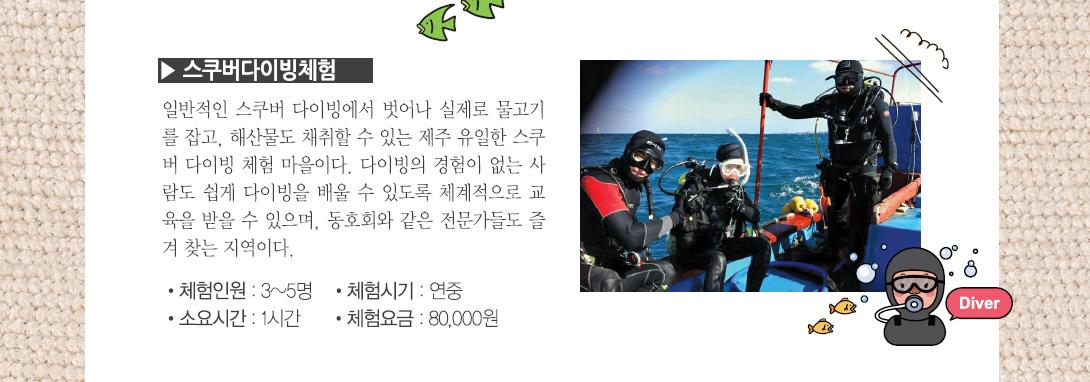 ▶ 스쿠버다이빙체험
일반적인 스쿠버 다이빙에서 벗어나 실제로 물고기
를 잡고, 해산물도 채취할 수 있는 제주 유일한 스쿠
버 다이빙 체험 마을이다. 다이빙의 경험이 없는 사
람도 쉽게 다이빙을 배울 수 있도록 체계적으로 교
육을 받을 수 있으며, 동호회와 같은 전문가들도 즐
겨 찾는 지역이다.
• 체험인원 : 3~5명 • 체험시기 : 연중
• 소요시간 : 1시간 • 체험요금 : 80,000원
Diver